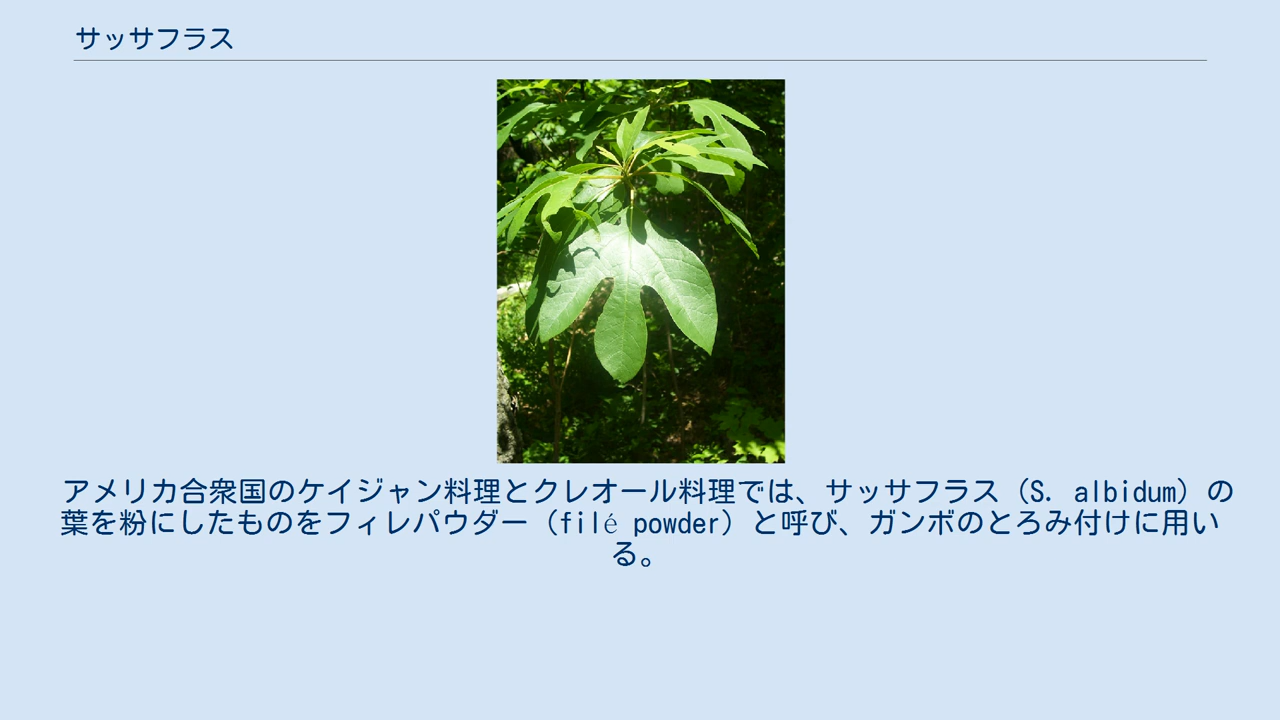 サッサフラス
アメリカ合衆国のケイジャン料理とクレオール料理では、サッサフラス（S. albidum）の
葉を粉にしたものをフィレパウダー（filé powder）と呼び、ガンボのとろみ付けに用い
る。